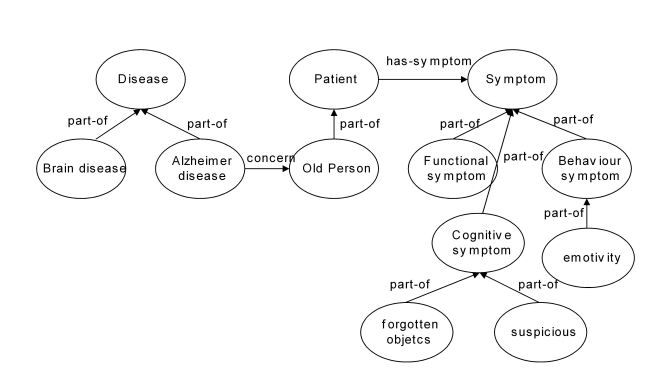 has-symptom
Disease
Patient
Symptom
part-of
part-of
part-of
part-of
part-of
Brain disease
Alzheimer
disease
concern
Old Person
Functional
symptom
part-of
Behaviour
symptom
part-of
Cognitive
symptom
emotivity
part-of
part-of
forgotten
objetcs
suspicious